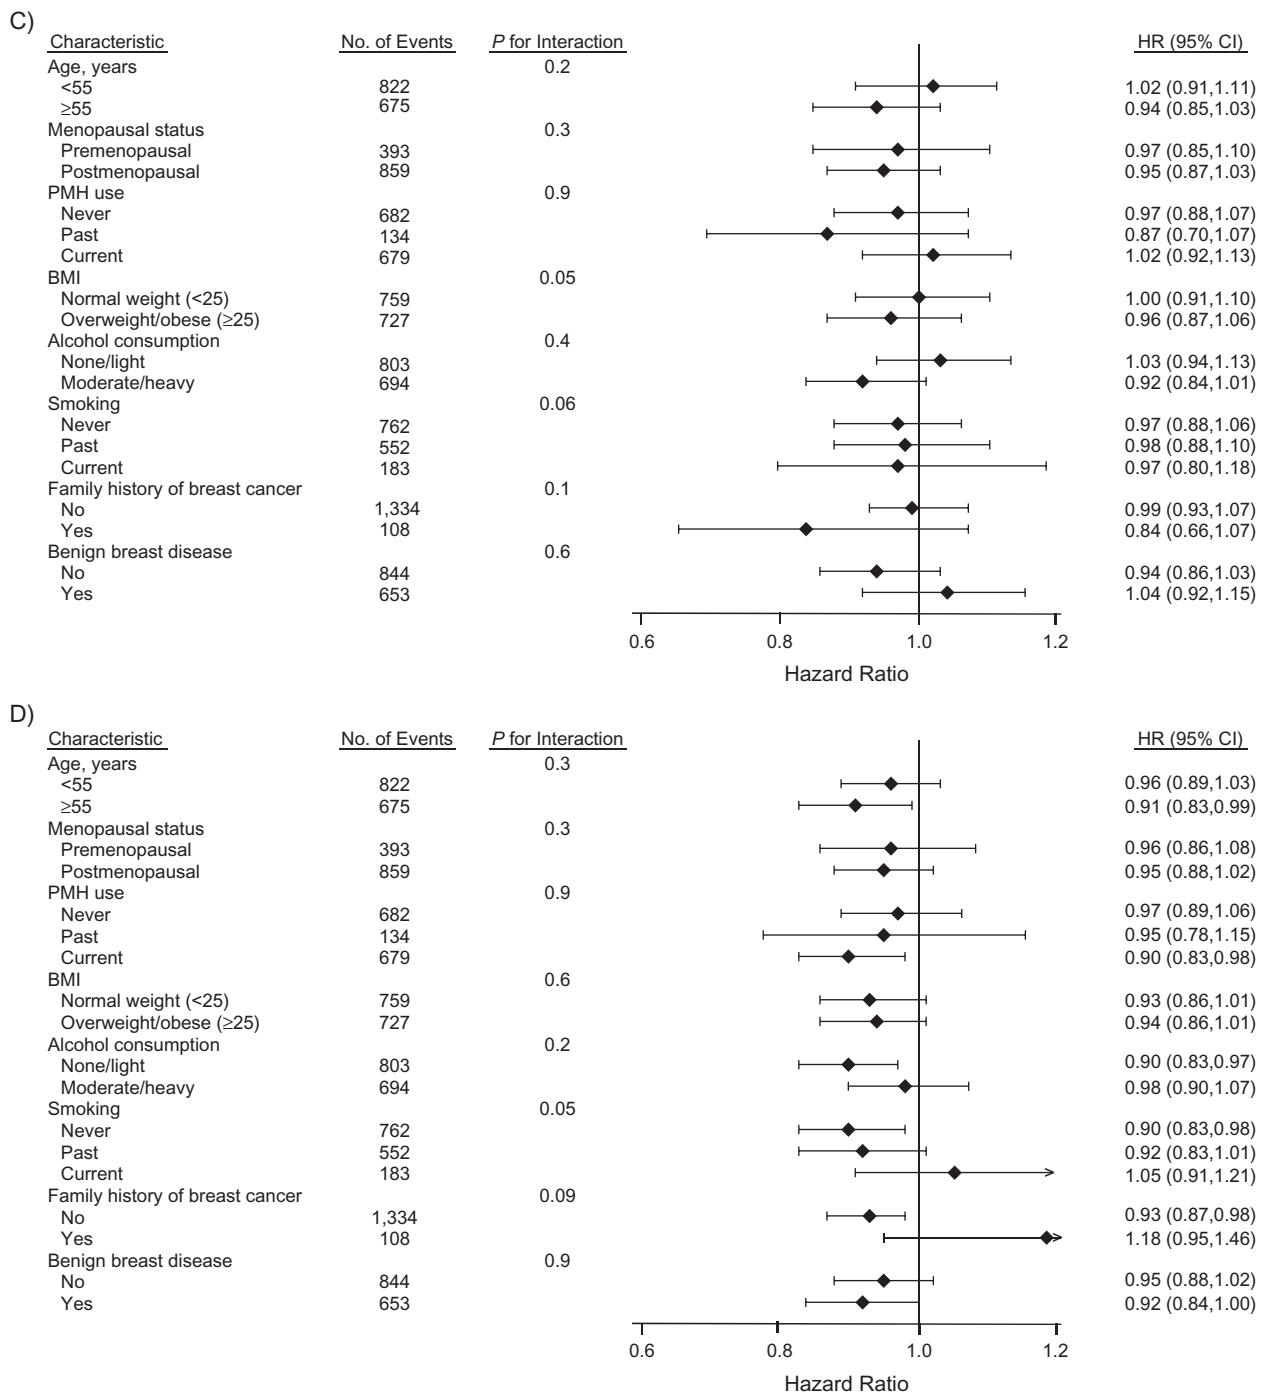 C)
Characteristic No. of Events P for Interaction HR (95% CI)
Age, years 0.2
<55 822 1.02 (0.91,1.11)
≥55 675 0.94 (0.85,1.03)
Menopausal status 0.3
Premenopausal 393 0.97 (0.85,1.10)
Postmenopausal 859 0.95 (0.87,1.03)
PMH use 0.9
Never 682 0.97 (0.88,1.07)
Past 134 0.87 (0.70,1.07)
Current 679 1.02 (0.92,1.13)
BMI 0.05
Normal weight (<25) 759 1.00 (0.91,1.10)
Overweight/obese (≥25) 727 0.96 (0.87,1.06)
Alcohol consumption 0.4
None/light 803 1.03 (0.94,1.13)
Moderate/heavy 694 0.92 (0.84,1.01)
Smoking 0.06
Never 762 0.97 (0.88,1.06)
Past 552 0.98 (0.88,1.10)
Current 183 0.97 (0.80,1.18)
Family history of breast cancer 0.1
No 1,334 0.99 (0.93,1.07)
Yes 108 0.84 (0.66,1.07)
Benign breast disease 0.6
No 844 0.94 (0.86,1.03)
Yes 653 1.04 (0.92,1.15)
0.6 0.8 1.0 1.2
Hazard Ratio
D)
Characteristic No. of Events P for Interaction HR (95% CI)
Age, years 0.3
<55 822 0.96 (0.89,1.03)
≥55 675 0.91 (0.83,0.99)
Menopausal status 0.3
Premenopausal 393 0.96 (0.86,1.08)
Postmenopausal 859 0.95 (0.88,1.02)
PMH use 0.9
Never 682 0.97 (0.89,1.06)
Past 134 0.95 (0.78,1.15)
Current 679 0.90 (0.83,0.98)
BMI 0.6
Normal weight (<25) 759 0.93 (0.86,1.01)
Overweight/obese (≥25) 727 0.94 (0.86,1.01)
Alcohol consumption 0.2
None/light 803 0.90 (0.83,0.97)
Moderate/heavy 694 0.98 (0.90,1.07)
Smoking 0.05
Never 762 0.90 (0.83,0.98)
Past 552 0.92 (0.83,1.01)
Current 183 1.05 (0.91,1.21)
Family history of breast cancer 0.09
No 1,334 0.93 (0.87,0.98)
Yes 108 1.18 (0.95,1.46)
Benign breast disease 0.9
No 844 0.95 (0.88,1.02)
Yes 653 0.92 (0.84,1.00)
0.6 0.8 1.0 1.2
Hazard Ratio